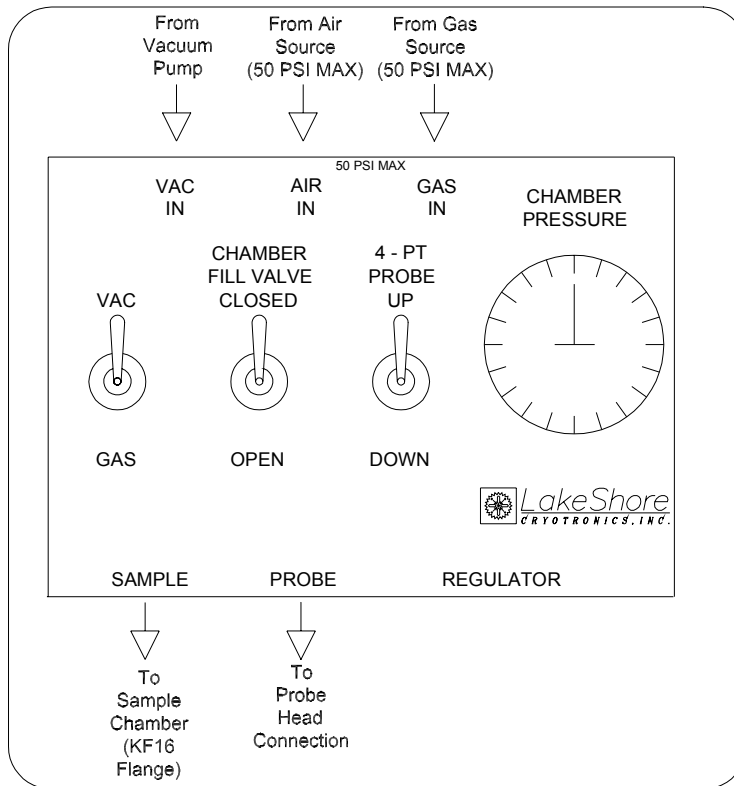 From
Vacuum
Pump
From Air
Source
(50 PSI MAX)
From Gas
Source
(50 PSI MAX)
50 PSI MAX
VAC
IN
AIR
IN
GAS
IN
CHAMBER
PRESSURE
VAC
CHAMBER
FILL VALVE
CLOSED
4 - PT
PROBE
UP
GAS
OPEN
DOWN
LakeShore
CRYOTRONICS, INC.
SAMPLE
PROBE
REGULATOR
To
Sample
Chamber
(KF16
Flange)
To
Probe
Head
Connection